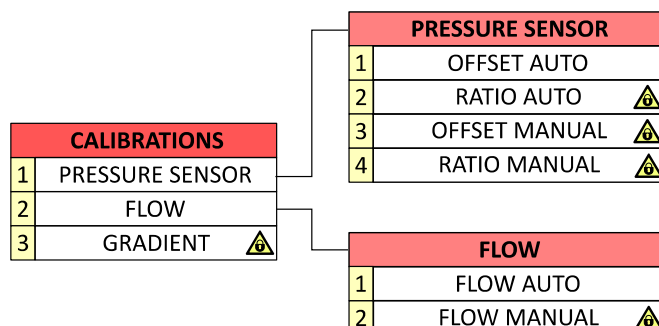 PRESSURE SENSOR
1 OFFSET AUTO
2 RATIO AUTO
3 OFFSET MANUAL
4 RATIO MANUAL
CALIBRATIONS
1 PRESSURE SENSOR
2 FLOW
3 GRADIENT
FLOW
1 FLOW AUTO
2 FLOW MANUAL